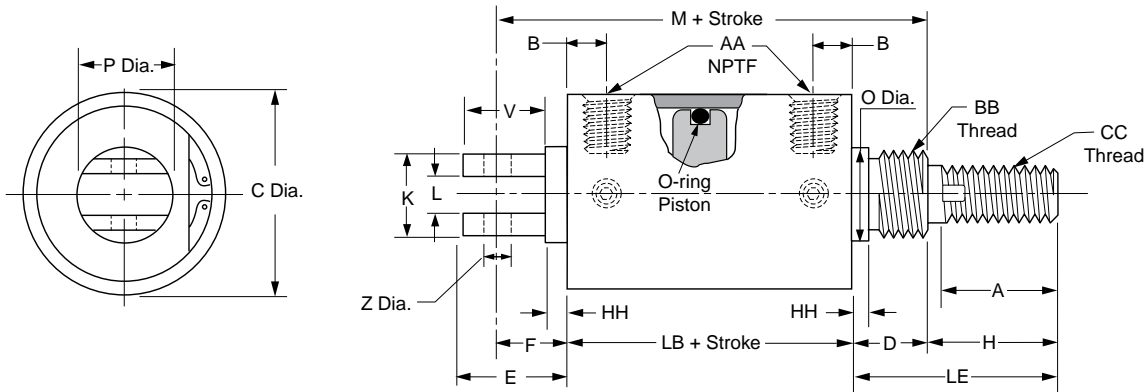 M + Stroke
B
AA
NPTF
B
P Dia.
V
O Dia.
BB
Thread
CC
Thread
C Dia.
K
L
O-ring
Piston
Z Dia.
A
HH
HH
F
LB + Stroke
D
H
E
LE